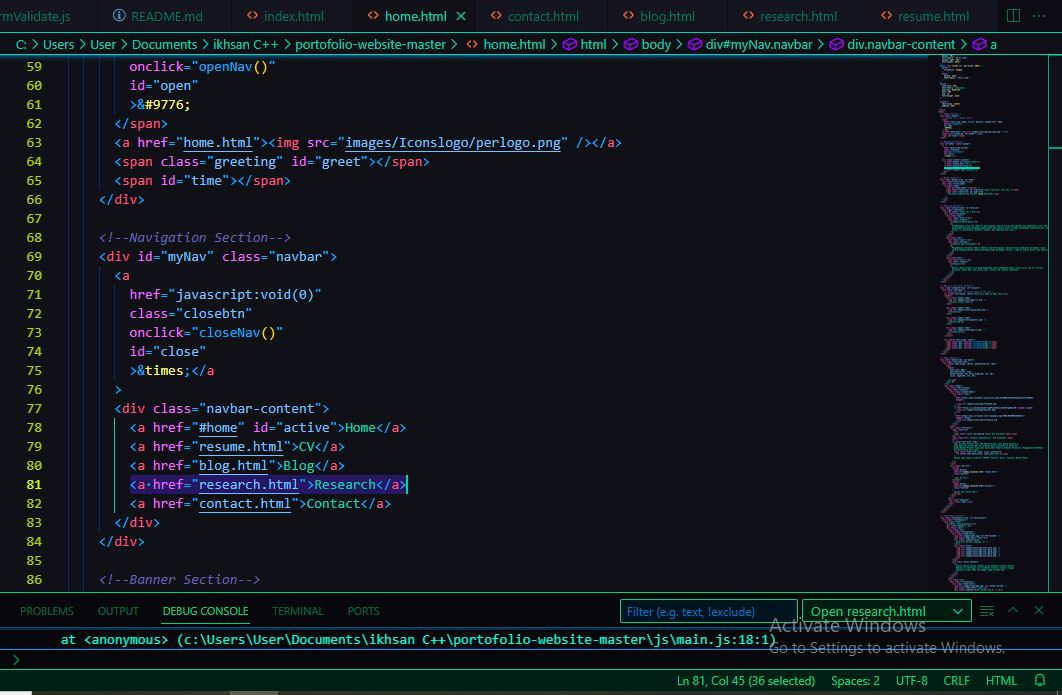 rmValidate.js README.md index.html home.html contact.html blog.html research.html resume.html
C: > Users > User > Documents > ikhsan C++ > portofolio-website-master > home.html > html > body > div#myNav.navbar > div.navbar-content > a
59 onclick="openNav()"
60 id="open"
61 >&#9776;
62 </span>
63 <a href="home.html"><img src="images/Iconslogo/perlogo.png" /></a>
64 <span class="greeting" id="greet"></span>
65 <span id="time"></span>
66 </div>
67
68 <!--Navigation Section-->
69 <div id="myNav" class="navbar">
70 <a
71 href="javascript:void(0)"
72 class="closebtn"
73 onclick="closeNav()"
74 id="close"
75 >&times;</a
76 >
77 <div class="navbar-content">
78 <a href="#home" id="active">Home</a>
79 <a href="resume.html">CV</a>
80 <a href="blog.html">Blog</a>
81 <a href="research.html">Research</a>
82 <a href="contact.html">Contact</a>
83 </div>
84 </div>
85
86 <!--Banner Section-->
PROBLEMS OUTPUT DEBUG CONSOLE TERMINAL PORTS Filter (e.g. text, !exclude) Open research.html
at <anonymous> (c:\Users\User\Documents\ikhsan C++\portofolio-website-master\js\main.js:18:1)
Activate Windows
Go to Settings to activate Windows.
Ln 81, Col 45 (36 selected) Spaces: 2 UTF-8 CRLF HTML